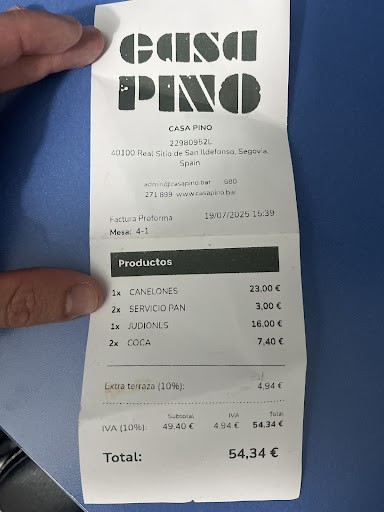 CASA
PINO
CASA PINO
22980952L
40100 Real Sitio de San Ildefonso, Segovia,
Spain
admin@casapino.bar 680
271 899 www.casapino.bar
Factura Proforma 19/07/2025 15:39
Mesa: 4-1
Productos
1x CANELONES 23,00 €
2x SERVICIO PAN 3,00 €
1x JUDIONES 16,00 €
2x COCA 7,40 €
Extra terraza (10%): 4,94 €
Subtotal IVA Total
IVA (10%): 49,40 € 4,94 € 54,34 €
Total: 54,34 €